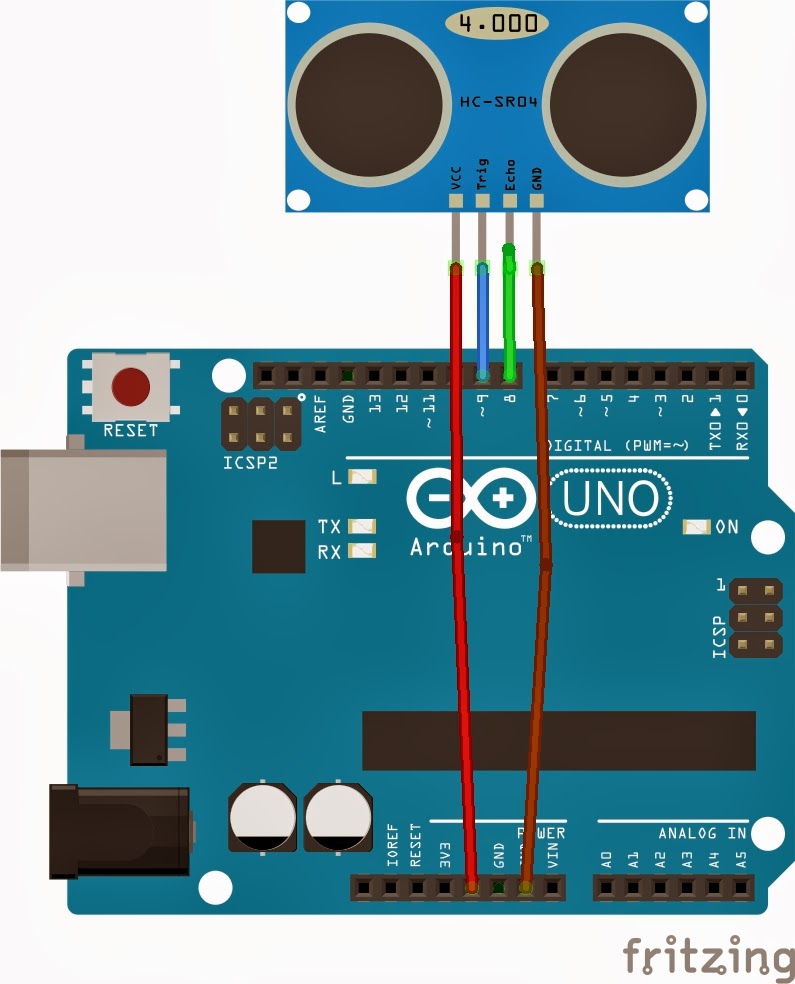 4.000
HC-SR04
VCC
Trig
Echo
GND
RESET
ICSP2
AREF
GND
13
12
~11
~9
8
7
~6
~5
4
~3
2
TX0▶1
RX0◀0
DIGITAL (PWM=~)
L
TX
RX
Arduino™
UNO
ON
1
ICSP
POWER
ANALOG IN
IOREF
RESET
3V3
GND
VIN
A0
A1
A2
A3
A4
A5
fritzing